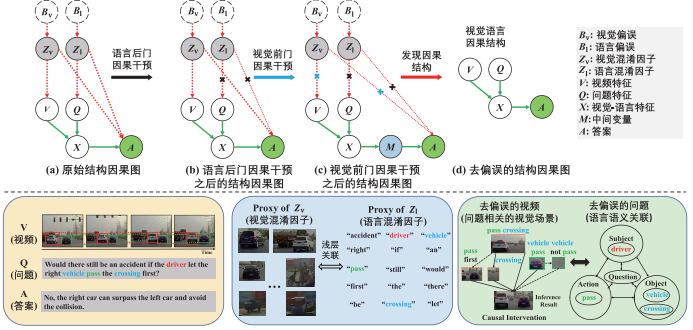 B_v
B_l
Z_v
Z_l
V
Q
X
A
(a) 原始结构因果图
语言后门
因果干预
B_v
B_l
Z_v
Z_l
V
Q
X
A
(b) 语言后门因果干预
之后的结构因果图
视觉前门
因果干预
B_v
B_l
Z_v
Z_l
V
Q
X
M
A
(c) 视觉前门因果干预
之后的结构因果图
发现因果
结构
视觉语言
因果结构
V
Q
X
A
(d) 去偏误的结构因果图
B_v: 视觉偏误
B_l: 语言偏误
Z_v: 视觉混淆因子
Z_l: 语言混淆因子
V: 视频特征
Q: 问题特征
X: 视觉-语言特征
M: 中间变量
A: 答案
V
(视频)
Time
Q
(问题)
Would there still be an accident if the driver let the
right vehicle pass the crossing first?
A
(答案)
No, the right car can surpass the left car and avoid
the collision.
Proxy of Z_v
(视觉混淆因子)
浅层
关联
Proxy of Z_l
(语言混淆因子)
"accident" "driver" "vehicle"
"right" "if" "an"
"pass" "still" "would"
"first" "the" "there"
"be" "crossing" "let"
去偏误的视频
(问题相关的视觉场景)
pass crossing
crossing
pass
first
vehicle vehicle
pass not pass
Inference
Result
Causal Intervention
去偏误的问题
(语言语义关联)
Subject
driver
Question
Action
pass
Object
vehicle
crossing